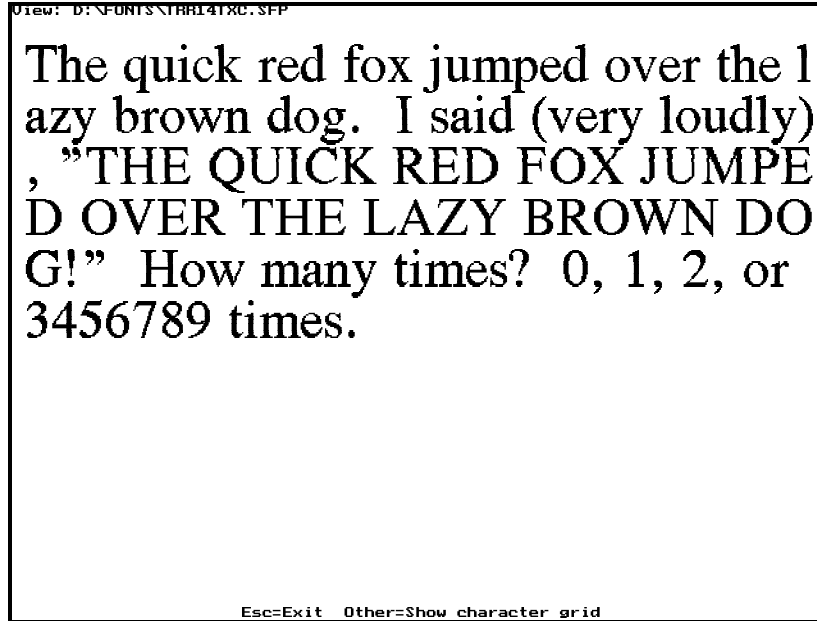 View: D:\FONTS\TRR14TXC.SFP
The quick red fox jumped over the l
azy brown dog.  I said (very loudly)
, ”THE QUICK RED FOX JUMPE
D OVER THE LAZY BROWN DO
G!”  How many times?  0, 1, 2, or
3456789 times.
Esc=Exit  Other=Show character grid